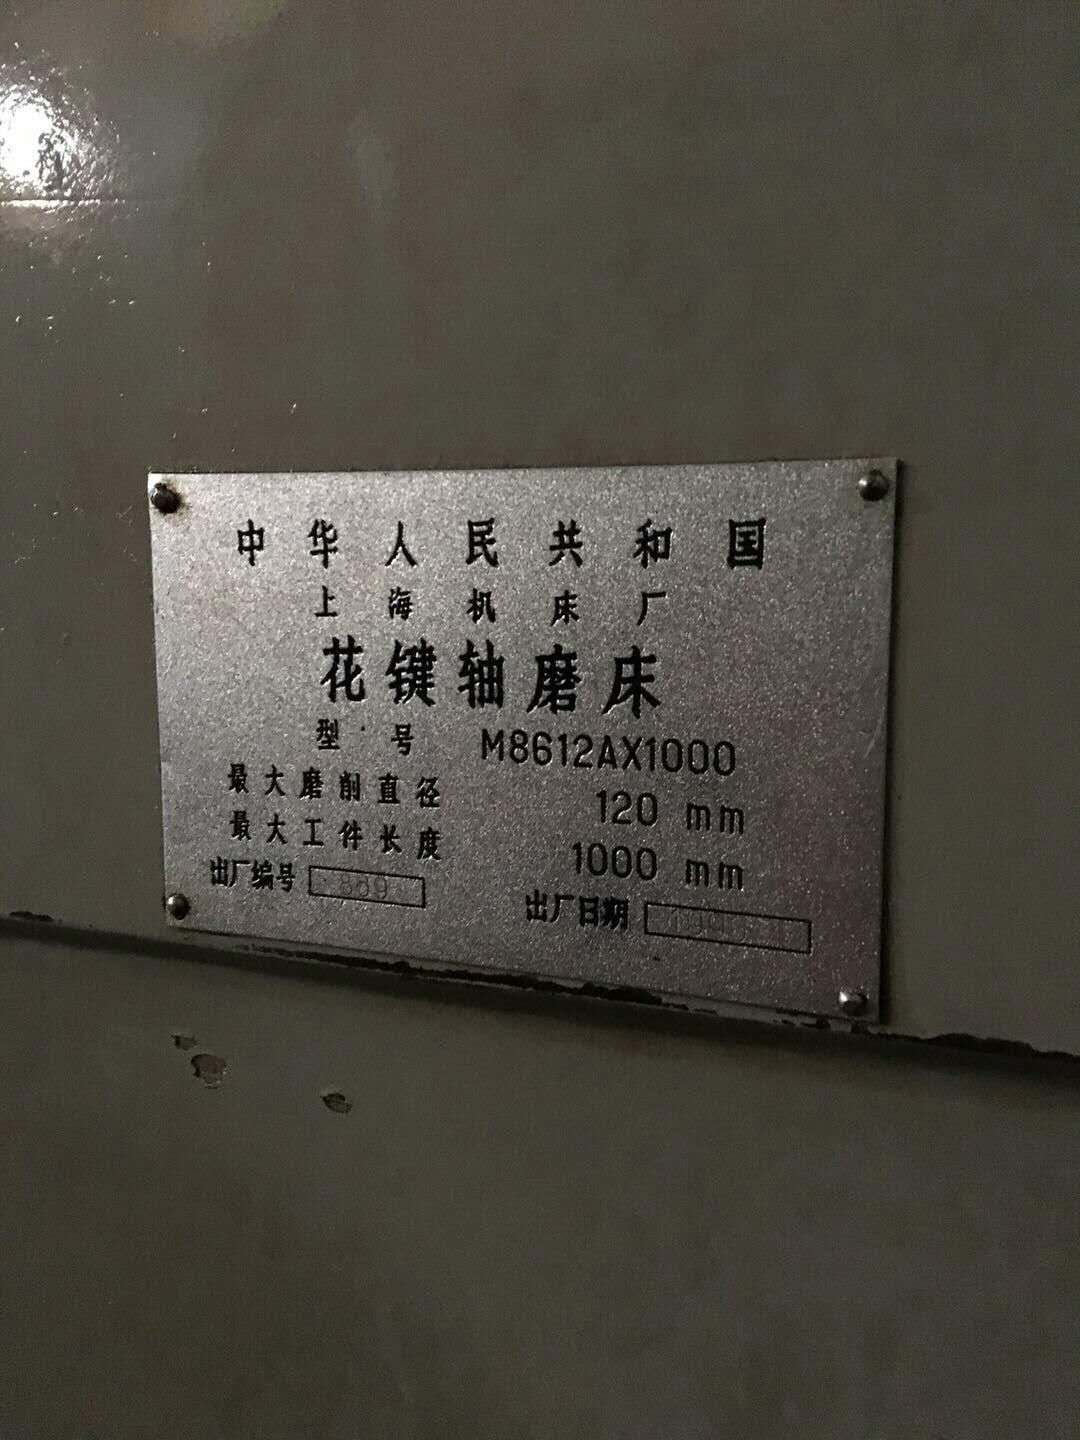 中华人民共和国
上海机床厂
花键轴磨床
型号 M8612AX1000
最大磨削直径 120 mm
最大工件长度 1000 mm
出厂编号 出厂日期